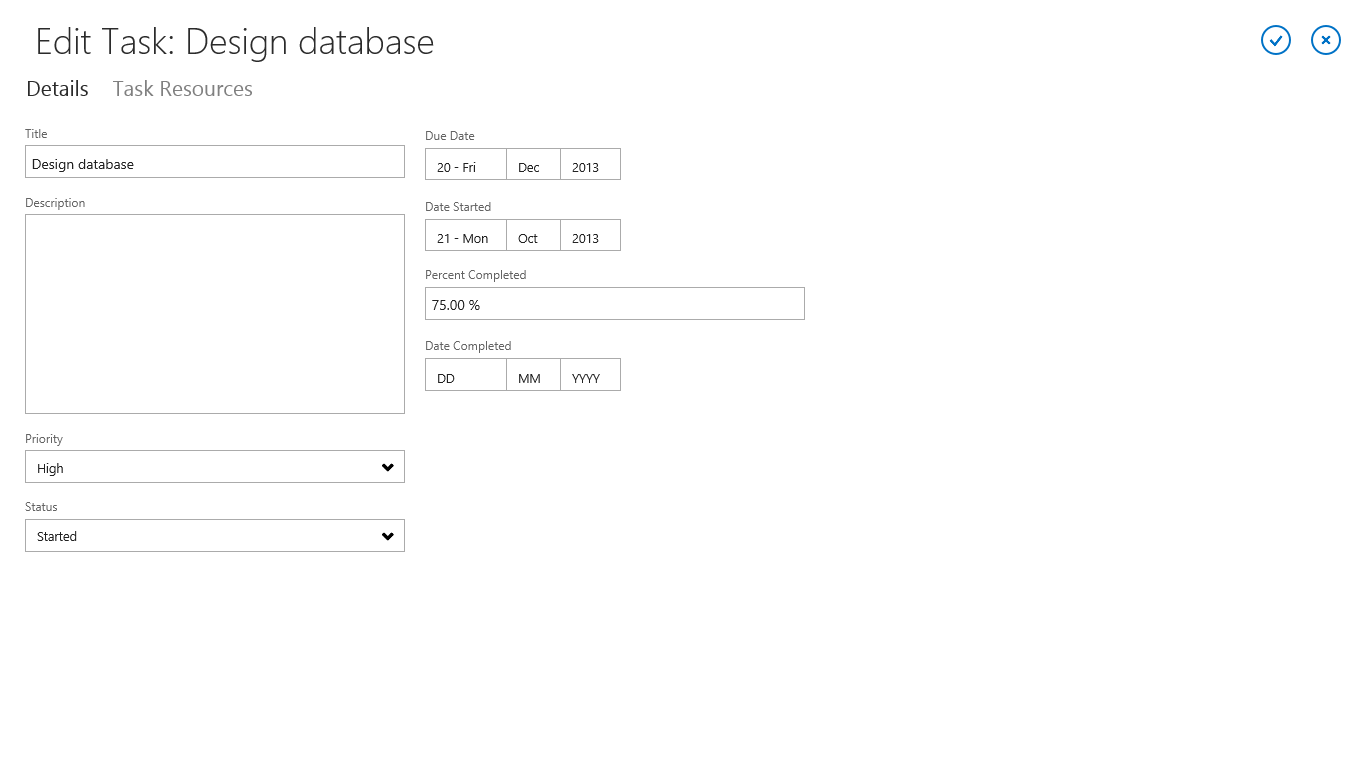 Edit Task: Design database
Details Task Resources
Title
Design database
Description
Priority
High
Status
Started
Due Date
20 - Fri Dec 2013
Date Started
21 - Mon Oct 2013
Percent Completed
75.00 %
Date Completed
DD MM YYYY